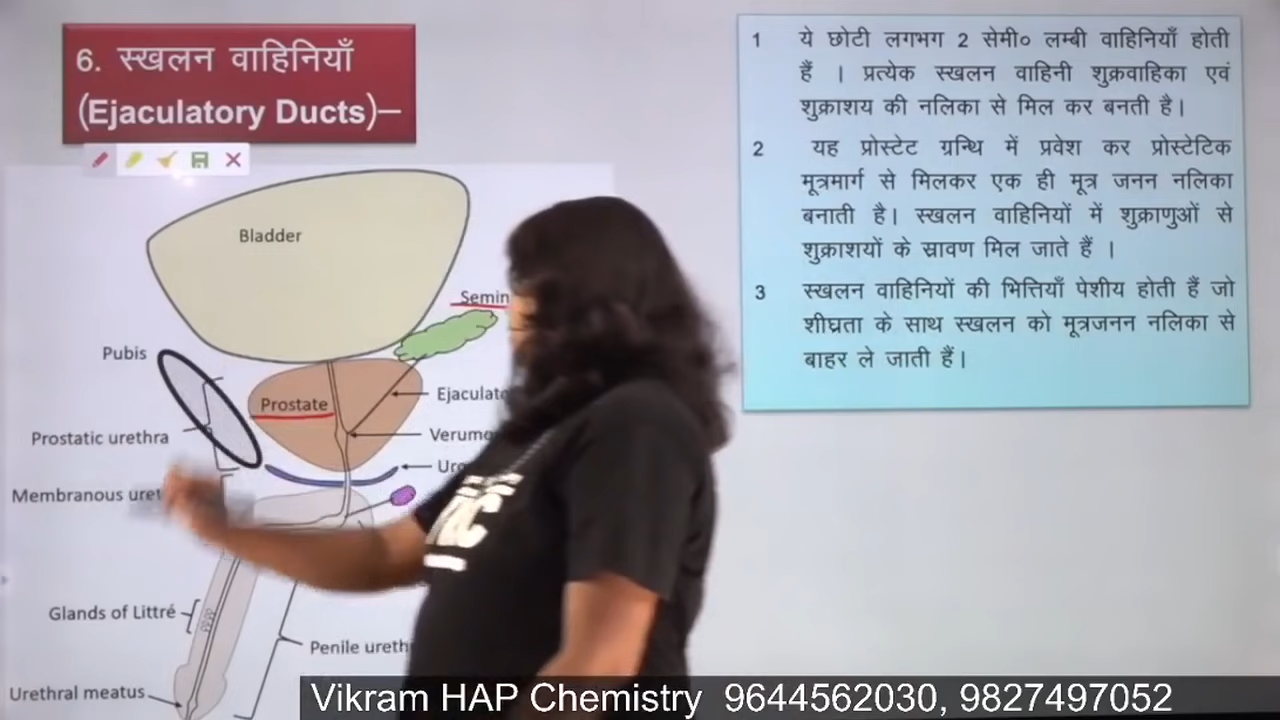 6. स्खलन वाहिनियाँ
(Ejaculatory Ducts)–
1 ये छोटी लगभग 2 सेमी० लम्बी वाहिनियाँ होती
हैं । प्रत्येक स्खलन वाहिनी शुक्रवाहिका एवं
शुक्राशय की नलिका से मिल कर बनती है।
2 यह प्रोस्टेट ग्रन्थि में प्रवेश कर प्रोस्टेटिक
मूत्रमार्ग से मिलकर एक ही मूत्र जनन नलिका
बनाती है। स्खलन वाहिनियों में शुक्राणुओं से
शुक्राशयों के स्रावण मिल जाते हैं ।
3 स्खलन वाहिनियों की भित्तियाँ पेशीय होती हैं जो
शीघ्रता के साथ स्खलन को मूत्रजनन नलिका से
बाहर ले जाती हैं।
Bladder
Pubis
Prostate
Prostatic urethra
Membranous
Glands of Littré
Penile
Urethral meatus
Vikram HAP Chemistry 9644562030, 9827497052